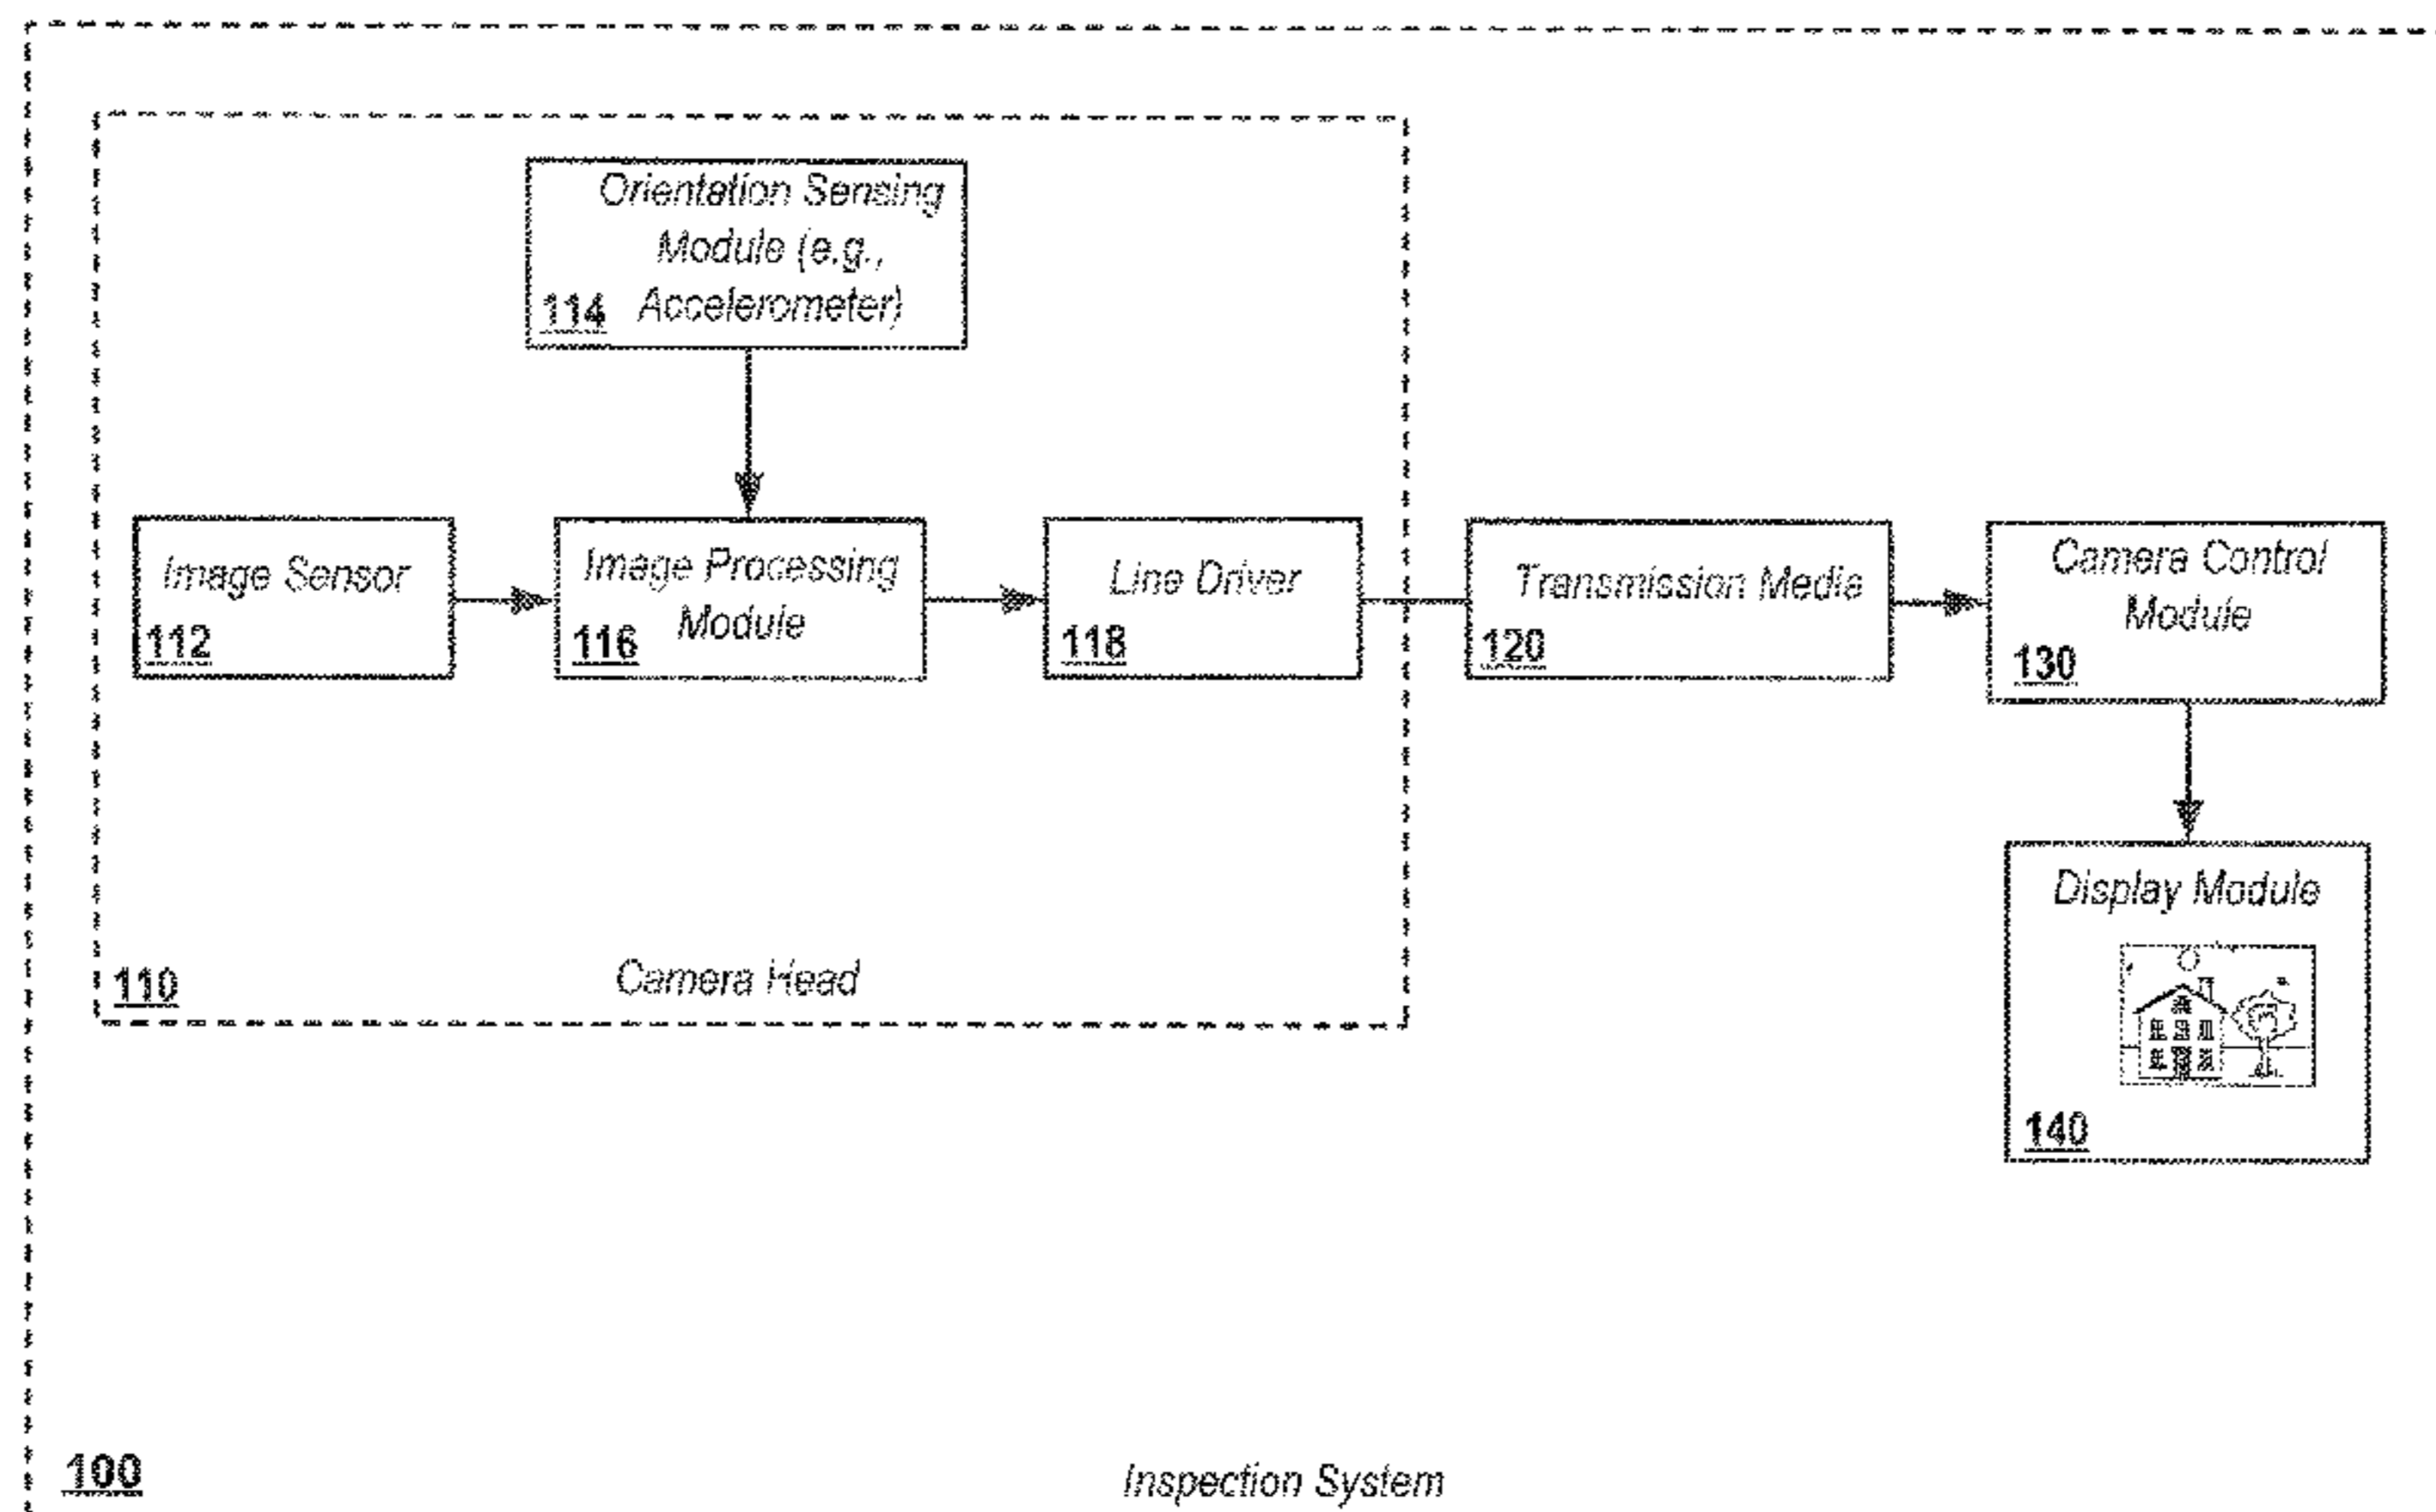 Orientation Sensing
Module (e.g.,
114 Accelerometer)
Image Sensor
112
Image Processing
Module
116
Line Driver
118
Transmission Media
120
Camera Control
Module
130
Display Module
140
110
Camera Head
100
Inspection System